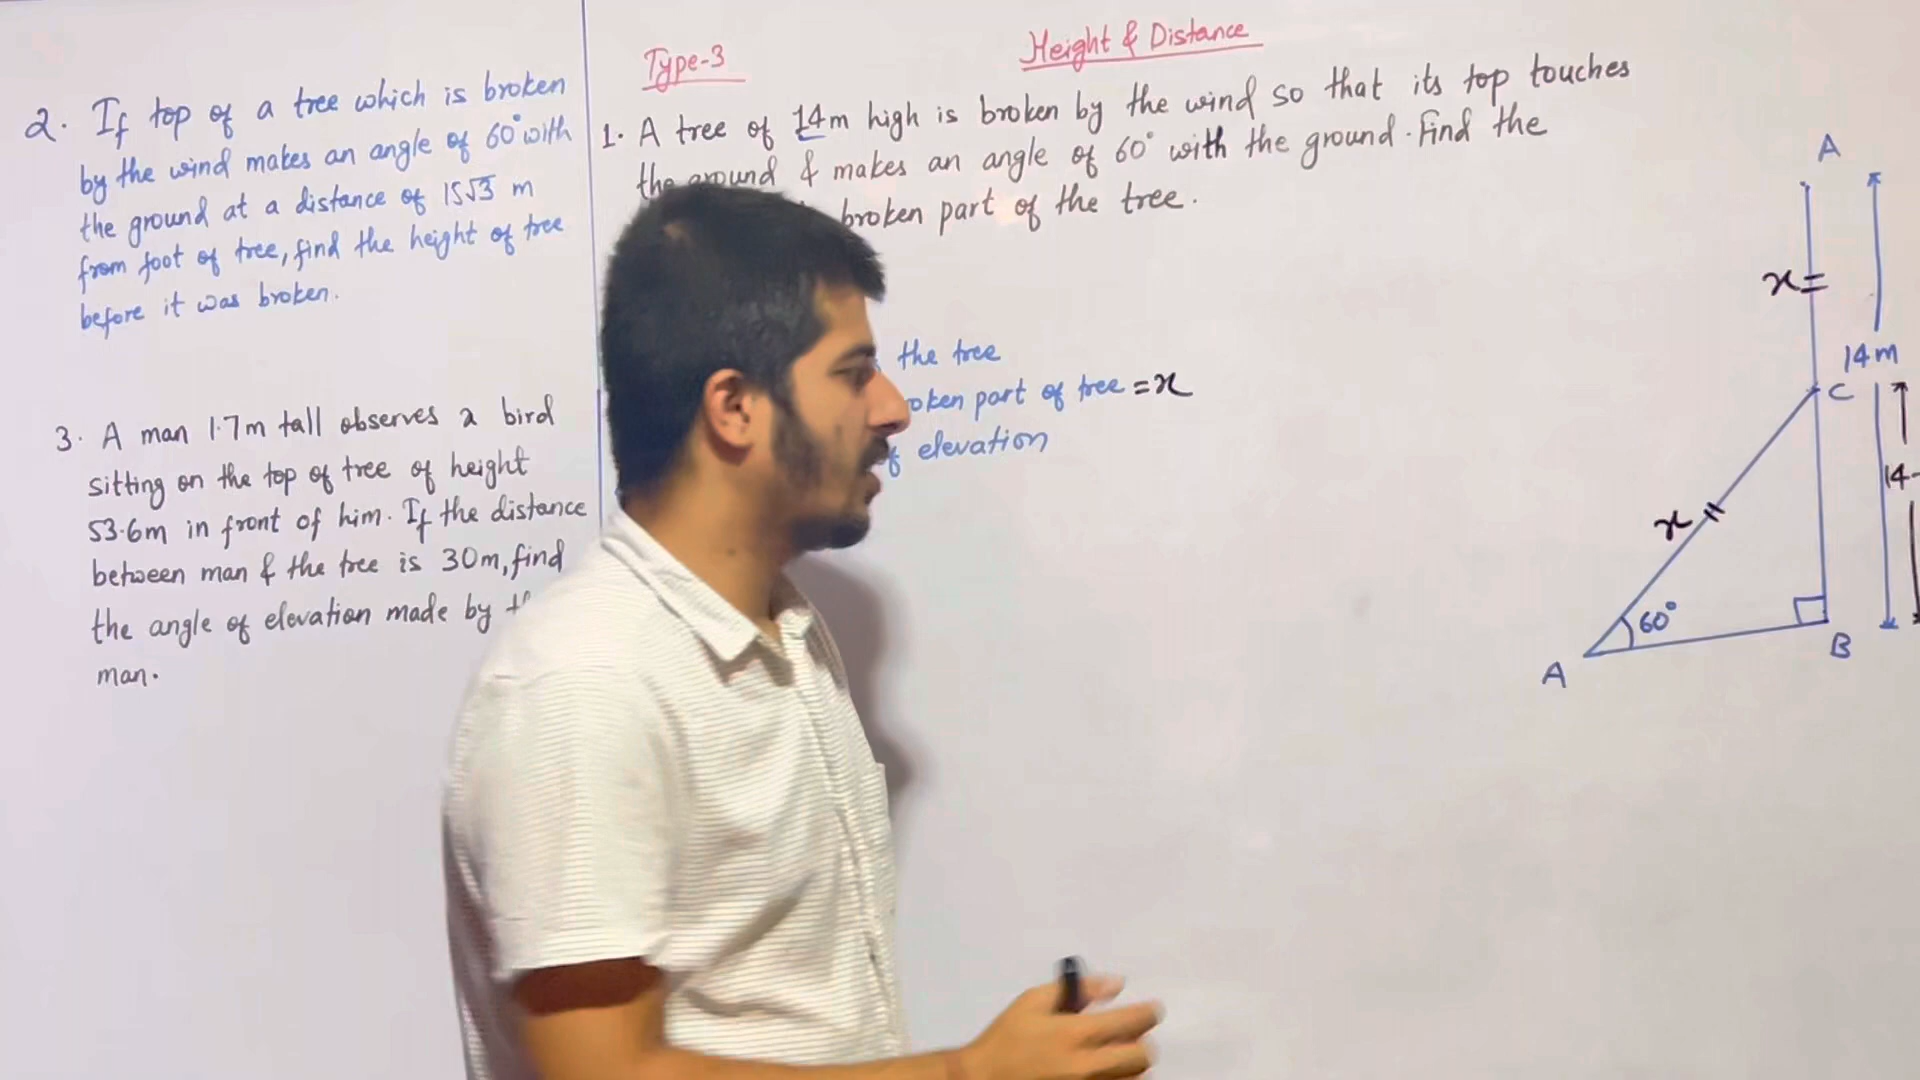 Type-3
Height & Distance
1. A tree of 14m high is broken by the wind so that its top touches
the ground & makes an angle of 60° with the ground. Find the
broken part of the tree.
the tree
part of tree = x
elevation
2. If top of a tree which is broken
by the wind makes an angle of 60° with
the ground at a distance of 15√3 m
from foot of tree, find the height of tree
before it was broken.
3. A man 1.7m tall observes a bird
sitting on the top of tree of height
53.6m in front of him. If the distance
between man & the tree is 30m, find
the angle of elevation made by
man.
A
x
14m
C
14-
x
60°
B
A